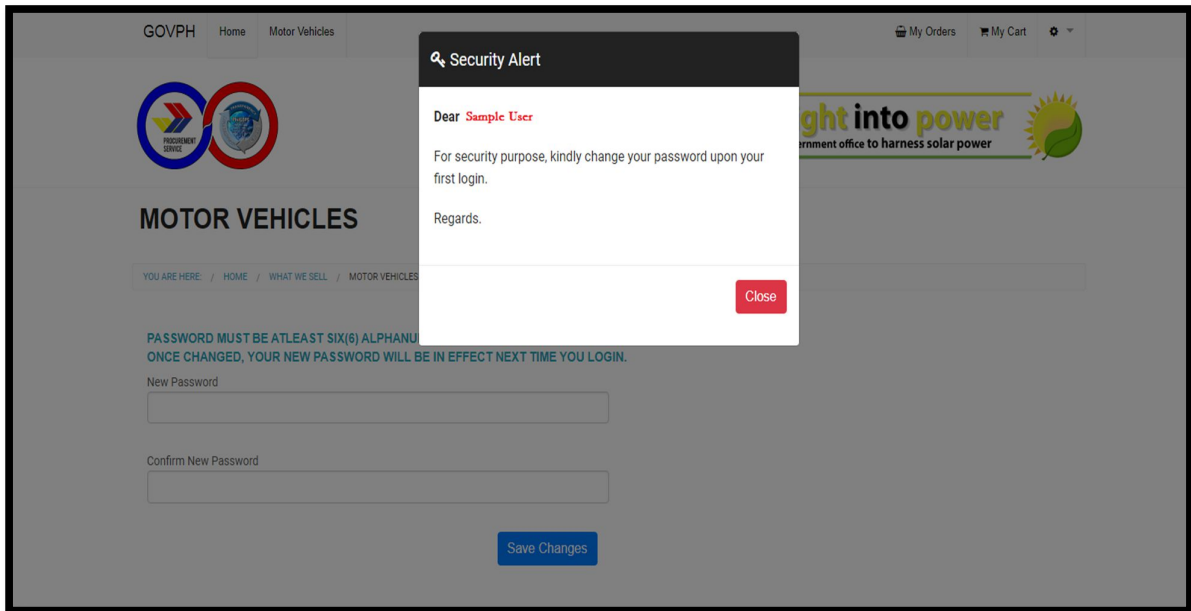 GOVPH Home Motor Vehicles My Orders My Cart
Security Alert
Dear Sample User
For security purpose, kindly change your password upon your
first login.
Regards.
Close
PROCUREMENT
SERVICE
into power
office to harness solar power
MOTOR VEHICLES
YOU ARE HERE: / HOME / WHAT WE SELL / MOTOR VEHICLES
PASSWORD MUST BE ATLEAST SIX(6)
ONCE CHANGED, YOUR NEW PASSWORD WILL BE IN EFFECT NEXT TIME YOU LOGIN.
New Password
Confirm New Password
Save Changes